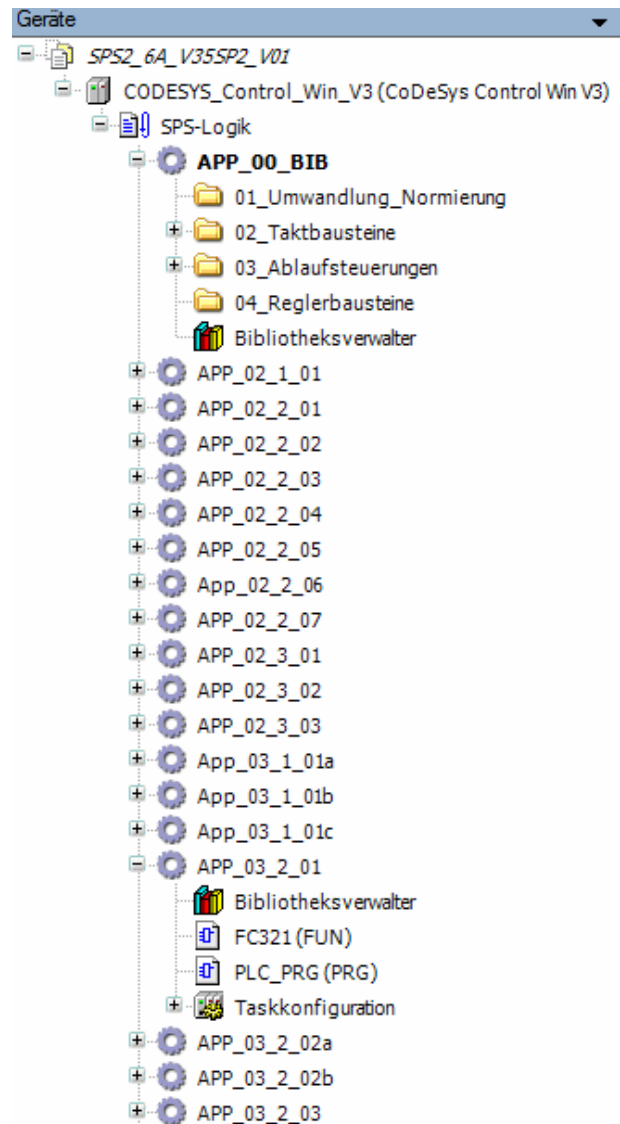 Geräte
SPS2_6A_V35SP2_V01
CODESYS_Control_Win_V3 (CoDeSys Control Win V3)
SPS-Logik
APP_00_BIB
01_Umwandlung_Normierung
02_Taktbausteine
03_Ablaufsteuerungen
04_Reglerbausteine
Bibliotheksverwalter
APP_02_1_01
APP_02_2_01
APP_02_2_02
APP_02_2_03
APP_02_2_04
APP_02_2_05
App_02_2_06
APP_02_2_07
APP_02_3_01
APP_02_3_02
APP_02_3_03
App_03_1_01a
App_03_1_01b
App_03_1_01c
APP_03_2_01
Bibliotheksverwalter
FC321 (FUN)
PLC_PRG (PRG)
Taskkonfiguration
APP_03_2_02a
APP_03_2_02b
APP_03_2_03